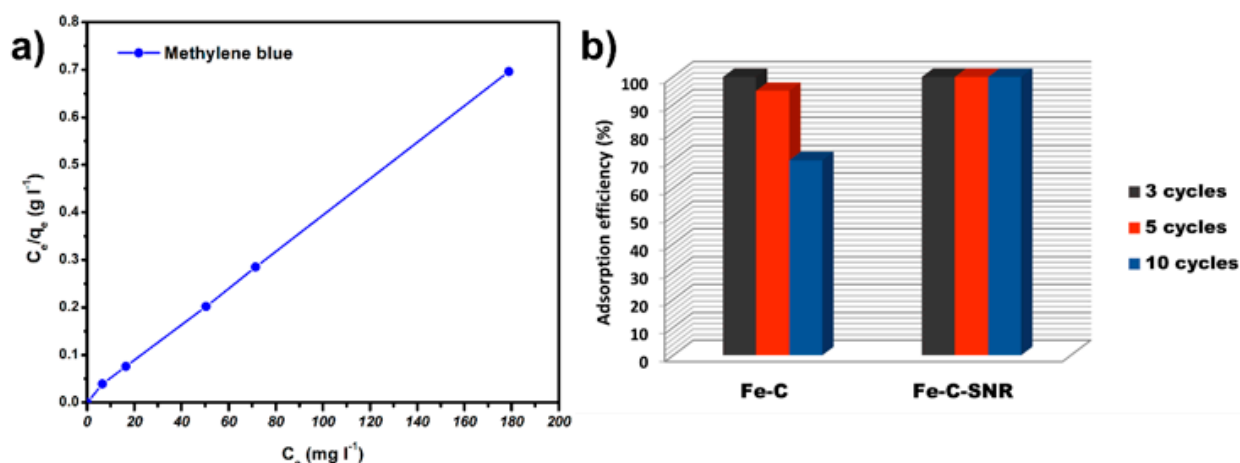 a)
Methylene blue
0.8
0.7
0.6
0.5
0.4
0.3
0.2
0.1
0.0
Cₑ/qₑ (g l⁻¹)
0 20 40 60 80 100 120 140 160 180 200
Cₑ (mg l⁻¹)
b)
Adsorption efficiency (%)
100
90
80
70
60
50
40
30
20
10
0
Fe-C Fe-C-SNR
3 cycles
5 cycles
10 cycles